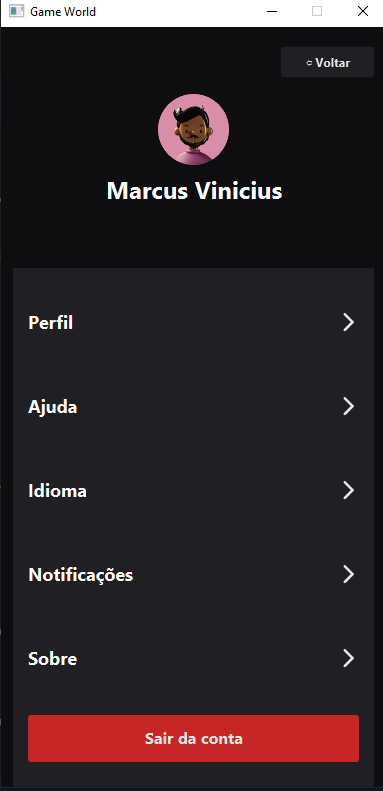 Game World
Voltar
Marcus Vinicius
Perfil
Ajuda
Idioma
Notificações
Sobre
Sair da conta